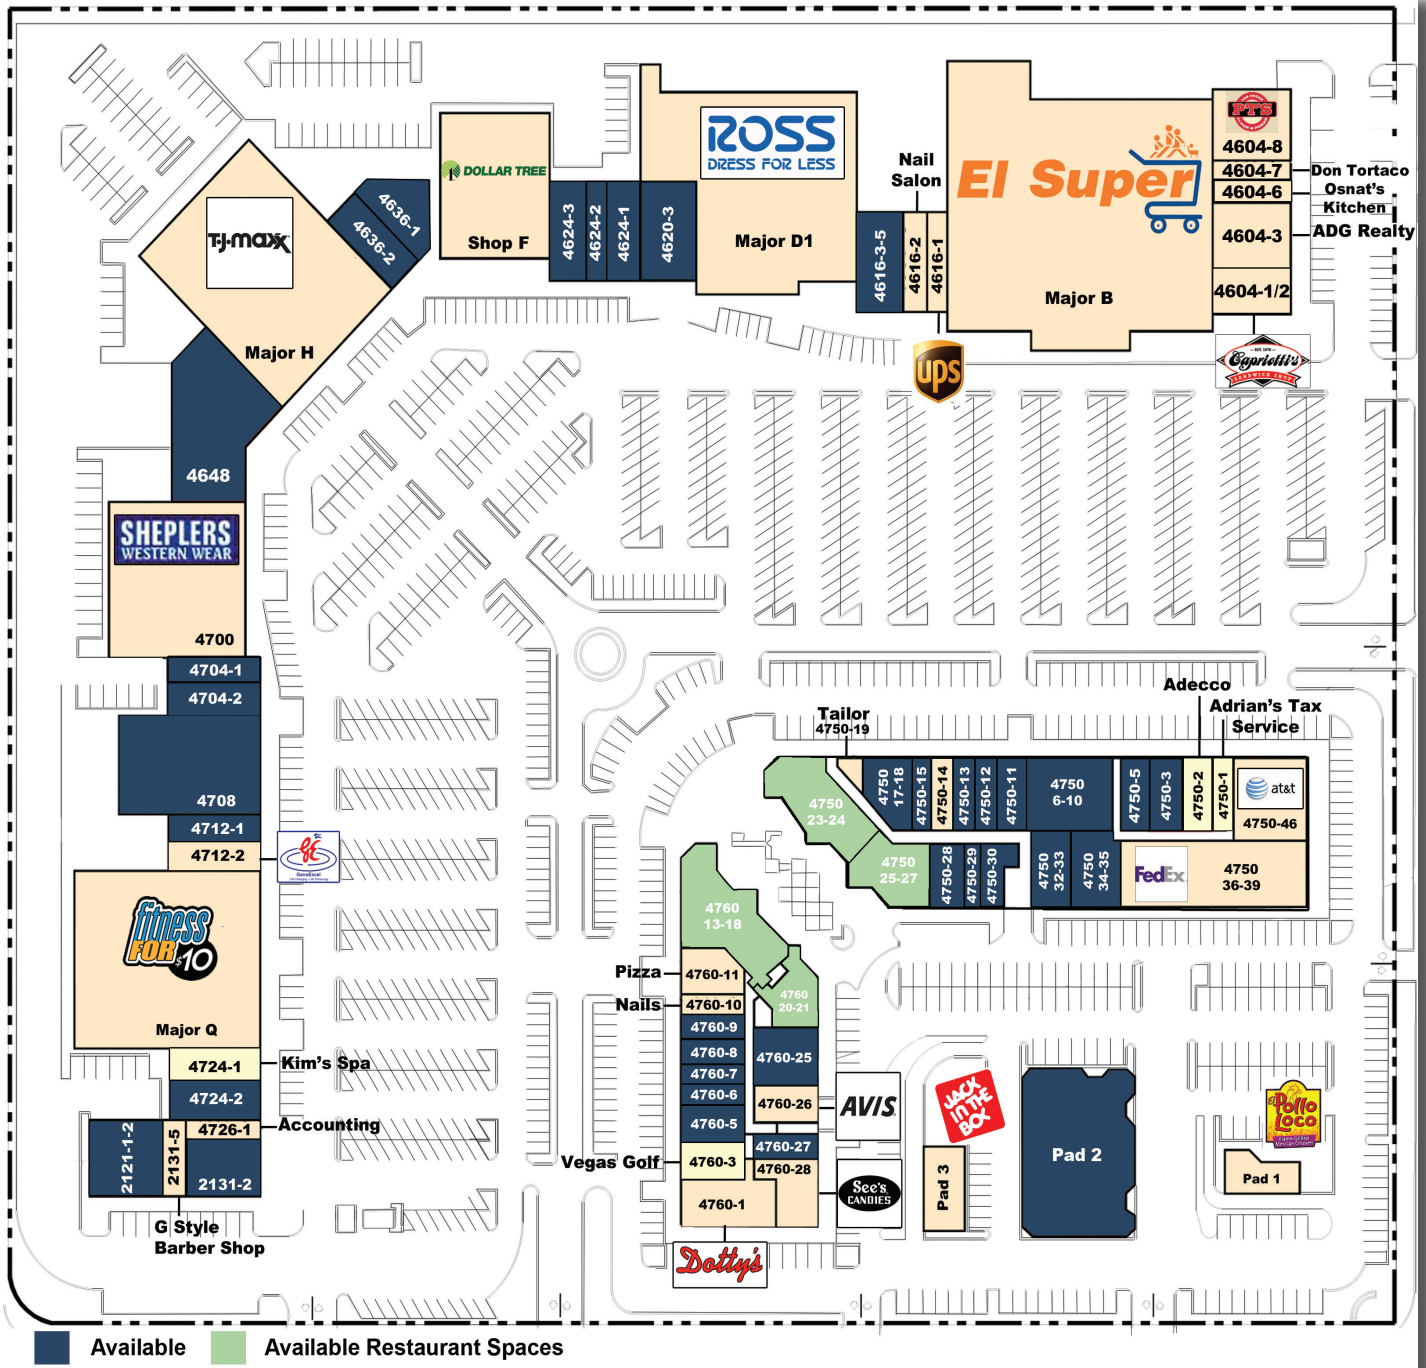 PTS
4604-8
4604-7
Don Tortaco
4604-6
Osnat's
Kitchen
4604-3
ADG Realty
4604-1/2
Capriotti's
SANDWICH SHOP
El Super
Major B
Nail
Salon
4616-3-5
4616-2
4616-1
ups
ROSS
DRESS FOR LESS
Major D1
4620-3
4624-1
4624-2
4624-3
DOLLAR TREE
Shop F
4636-1
4636-2
T·J·maxx
Major H
4648
SHEPLERS
WESTERN WEAR
4700
4704-1
4704-2
4708
4712-1
4712-2
GanoExcel
fitness
FOR
$10
Major Q
4724-1
Kim's Spa
4724-2
4726-1
Accounting
2121-1-2
2131-5
2131-2
G Style
Barber Shop
Adecco
Adrian's Tax
Service
Tailor
4750-19
4750
23-24
4750
17-18
4750-15
4750-14
4750-13
4750-12
4750-11
4750
6-10
4750-5
4750-3
4750-2
4750-1
at&t
4750-46
4750
25-27
4750-28
4750-29
4750-30
4750
32-33
4750
34-35
FedEx
4750
36-39
4760
13-18
Pizza
4760-11
4760
20-21
Nails
4760-10
4760-9
4760-8
4760-7
4760-6
4760-5
Vegas Golf
4760-3
4760-1
4760-25
4760-26
AVIS
4760-27
4760-28
See's
CANDIES
Dotty's
JACK
IN THE
BOX
Pad 3
Pad 2
El Pollo
Loco
Pad 1
Available
Available Restaurant Spaces